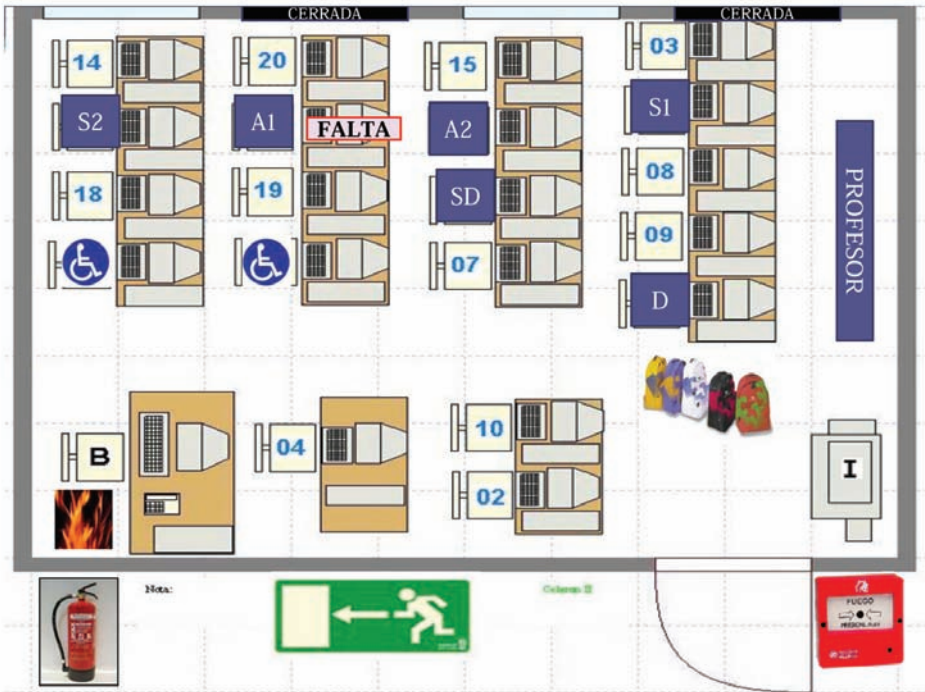 CERRADA
CERRADA
14
20
15
03
S2
A1
FALTA
A2
S1
18
19
SD
08
PROFESOR
07
09
D
B
04
10
02
I
Nota:
FUEGO